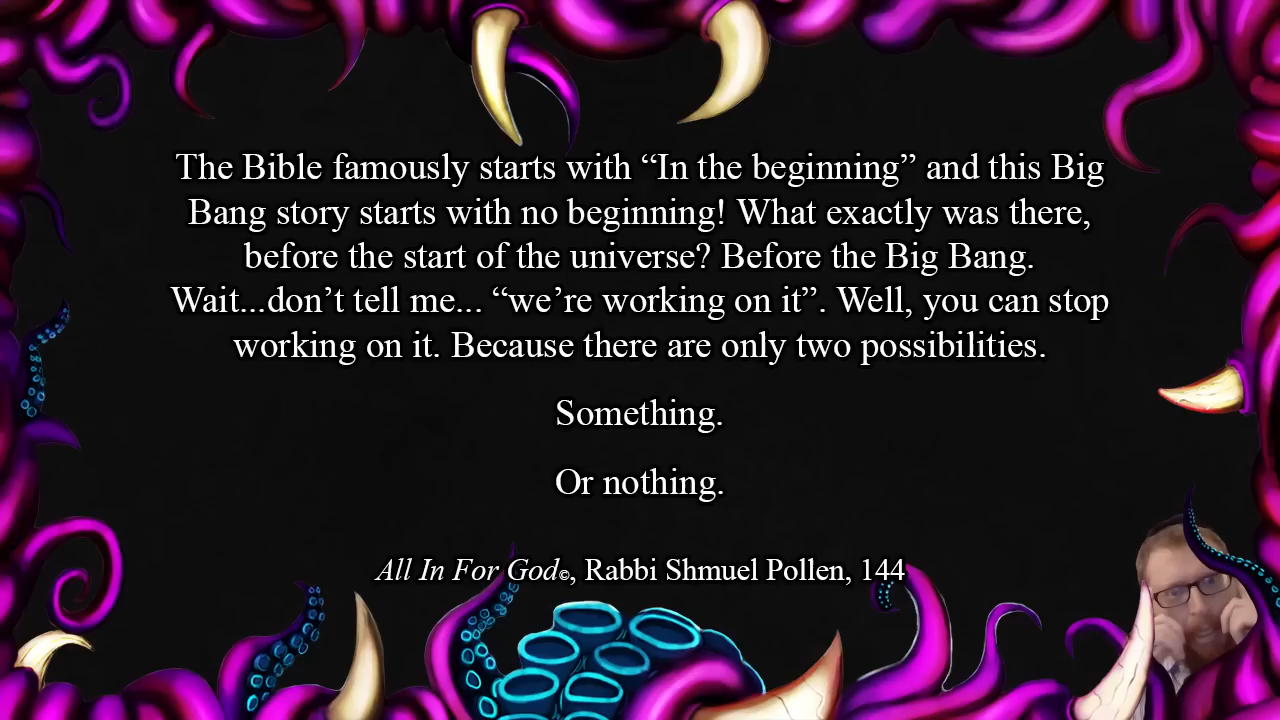 The Bible famously starts with “In the beginning” and this Big
Bang story starts with no beginning! What exactly was there,
before the start of the universe? Before the Big Bang.
Wait...don’t tell me... “we’re working on it”. Well, you can stop
working on it. Because there are only two possibilities.
Something.
Or nothing.
All In For God©, Rabbi Shmuel Pollen, 144